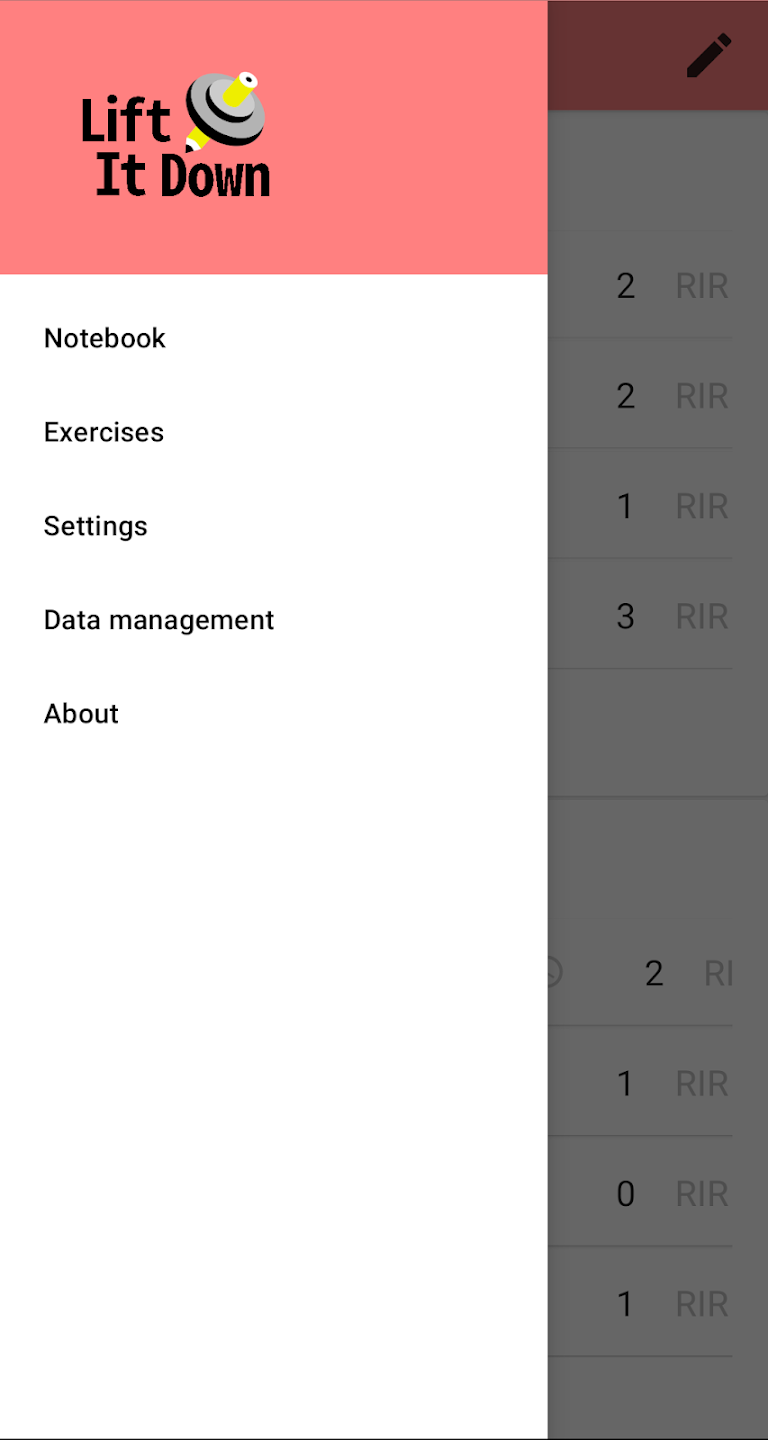 Lift
It Down
Notebook
Exercises
Settings
Data management
About
2 RIR
2 RIR
1 RIR
3 RIR
2 RI
1 RIR
0 RIR
1 RIR